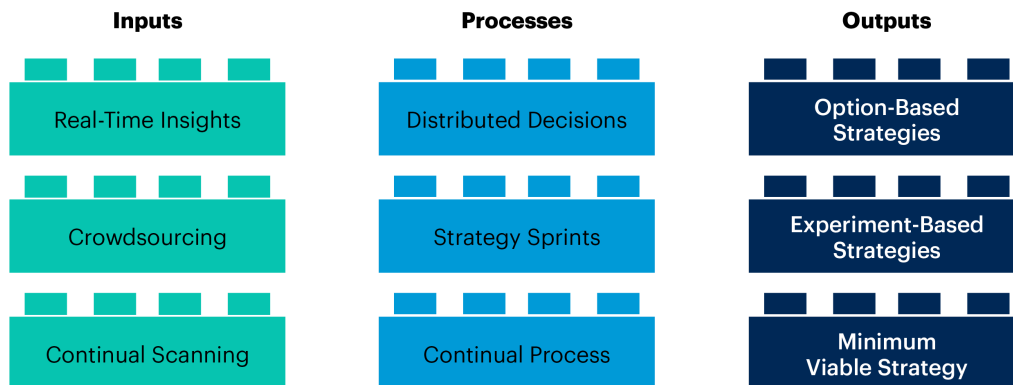 Inputs
Processes
Outputs
Real-Time Insights
Distributed Decisions
Option-Based
Strategies
Crowdsourcing
Strategy Sprints
Experiment-Based
Strategies
Continual Scanning
Continual Process
Minimum
Viable Strategy